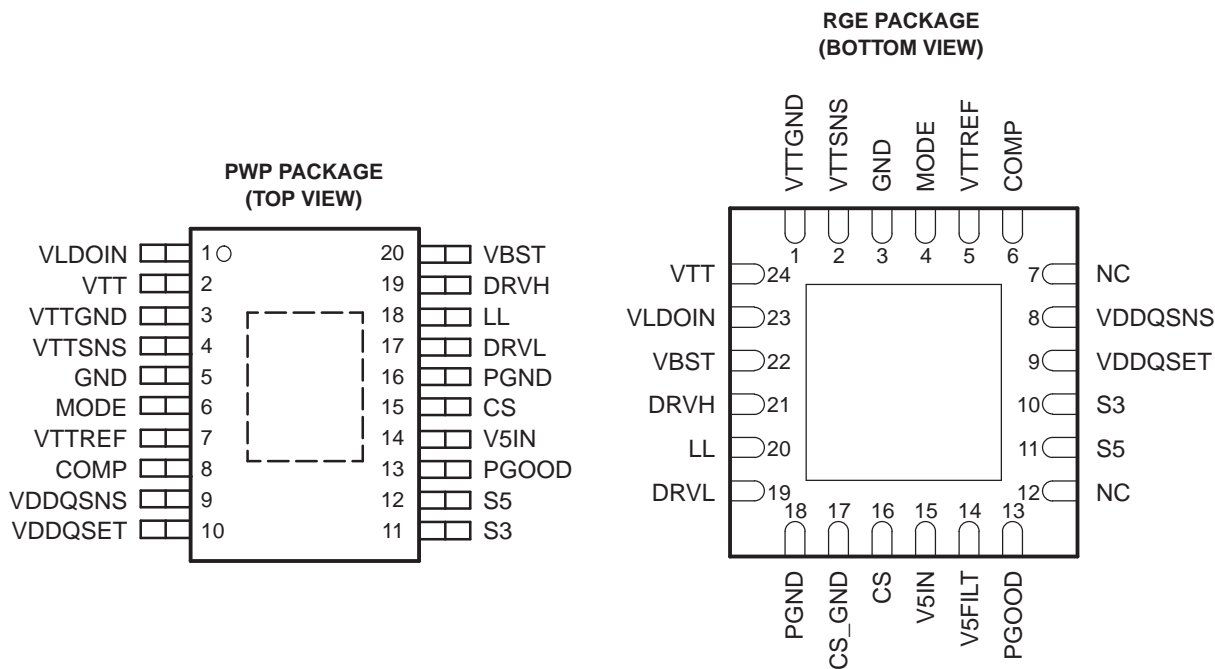 RGE PACKAGE
(BOTTOM VIEW)
VTTGND
VTTSNS
GND
MODE
VTTREF
COMP
PWP PACKAGE
(TOP VIEW)
VLDOIN 1 20 VBST
VTT 2 19 DRVH
VTTGND 3 18 LL
VTTSNS 4 17 DRVL
GND 5 16 PGND
MODE 6 15 CS
VTTREF 7 14 V5IN
COMP 8 13 PGOOD
VDDQSNS 9 12 S5
VDDQSET 10 11 S3
1 2 3 4 5 6
VTT 24 7 NC
VLDOIN 23 8 VDDQSNS
VBST 22 9 VDDQSET
DRVH 21 10 S3
LL 20 11 S5
DRVL 19 12 NC
18 17 16 15 14 13
PGND
CS_GND
CS
V5IN
V5FILT
PGOOD